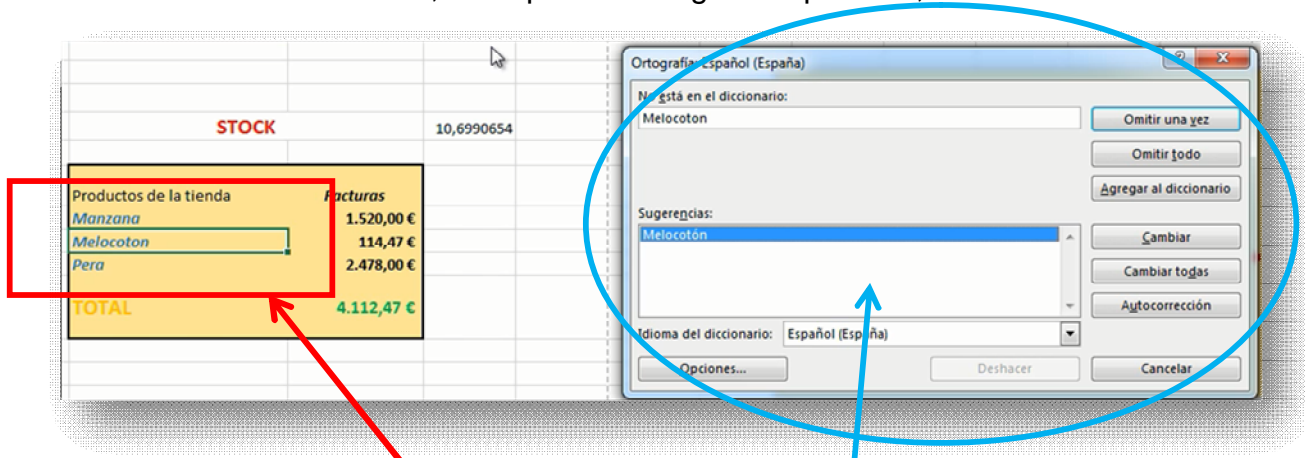 STOCK 10,6990654
Productos de la tienda Facturas
Manzana 1.520,00 €
Melocoton 114,47 €
Pera 2.478,00 €
TOTAL 4.112,47 €
Ortografía: Español (España)
No está en el diccionario:
Melocoton
Omitir una vez
Omitir todo
Agregar al diccionario
Sugerencias:
Melocotón
Cambiar
Cambiar todas
Autocorrección
Idioma del diccionario: Español (España)
Opciones...
Deshacer
Cancelar